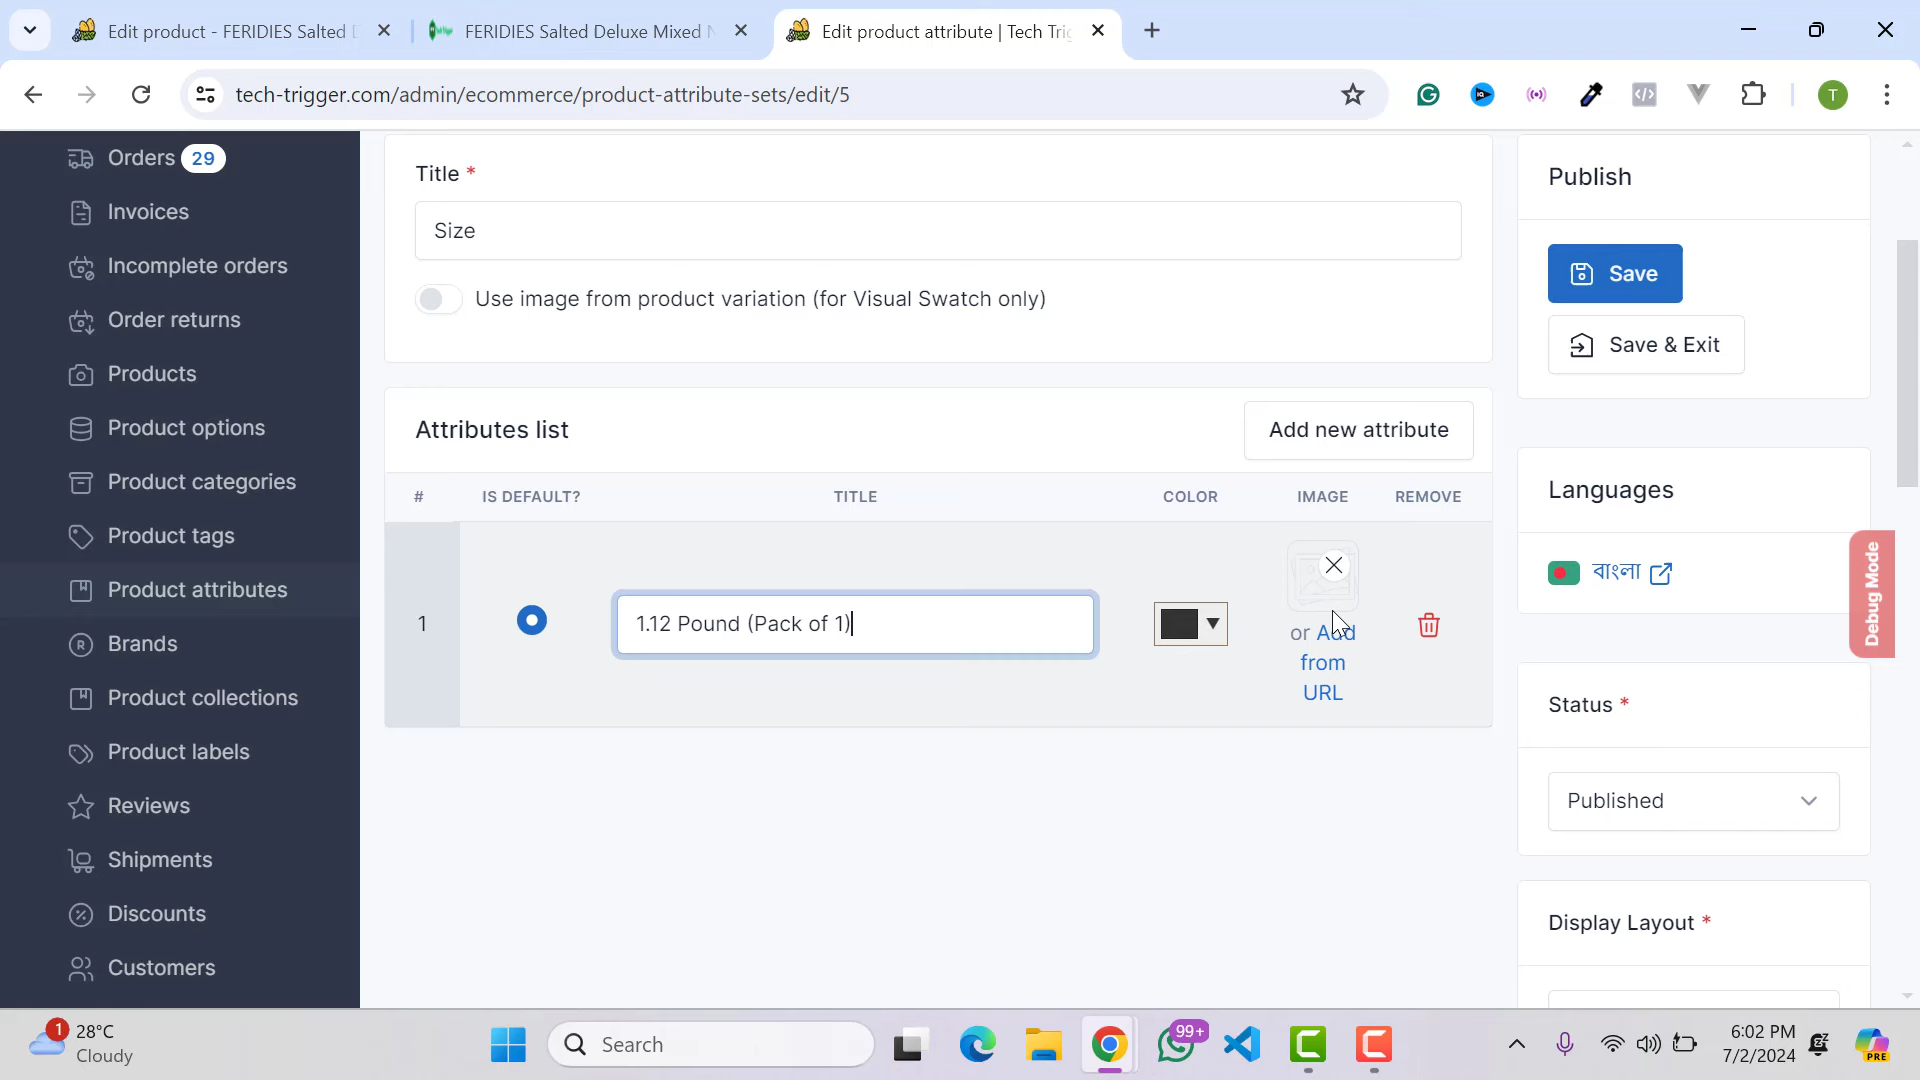 Edit product - FERIDIES Salted D
FERIDIES Salted Deluxe Mixed N
Edit product attribute | Tech Trig
tech-trigger.com/admin/ecommerce/product-attribute-sets/edit/5
T
Orders 29
Invoices
Incomplete orders
Order returns
Products
Product options
Product categories
Product tags
Product attributes
Brands
Product collections
Product labels
Reviews
Shipments
Discounts
Customers
Title *
Size
Use image from product variation (for Visual Swatch only)
Attributes list
Add new attribute
# IS DEFAULT? TITLE COLOR IMAGE REMOVE
1 1.12 Pound (Pack of 1)
or Add
from
URL
Publish
Save
Save & Exit
Languages
বাংলা
Debug Mode
Status *
Published
Display Layout *
1
28°C
Cloudy
Search
99+
6:02 PM
7/2/2024
PRE